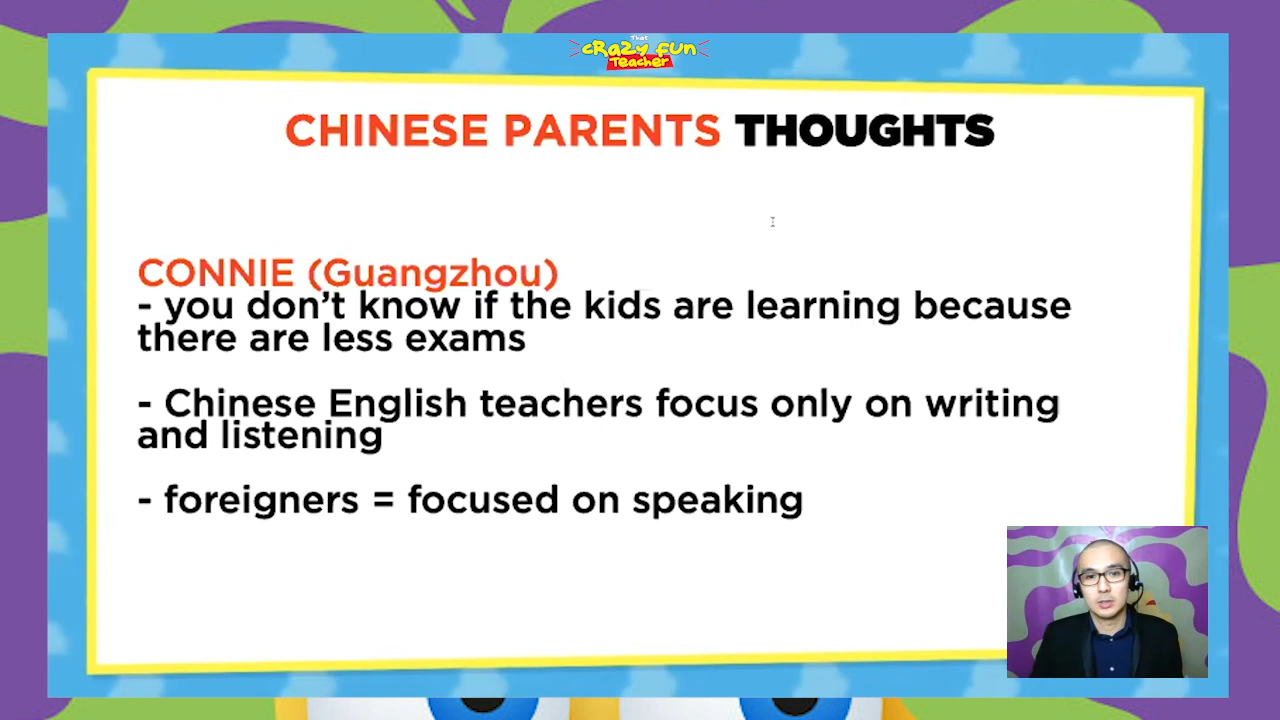 That
CRaZy fun
Teacher
CHINESE PARENTS THOUGHTS
CONNIE (Guangzhou)
- you don't know if the kids are learning because
there are less exams
- Chinese English teachers focus only on writing
and listening
- foreigners = focused on speaking